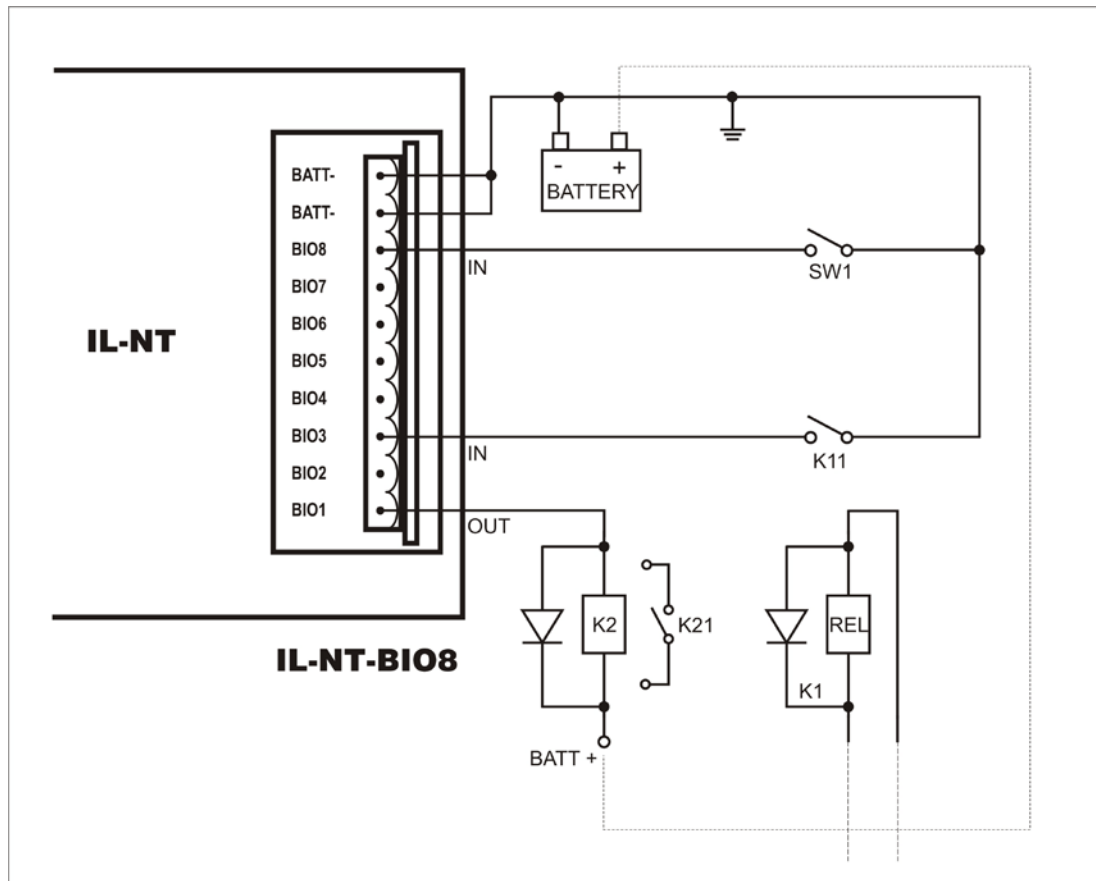 BATT-
BATT-
BIO8
BIO7
BIO6
BIO5
BIO4
BIO3
BIO2
BIO1
IL-NT
IL-NT-BIO8
- +
BATTERY
IN
SW1
IN
K11
OUT
K2
K21
BATT +
REL
K1